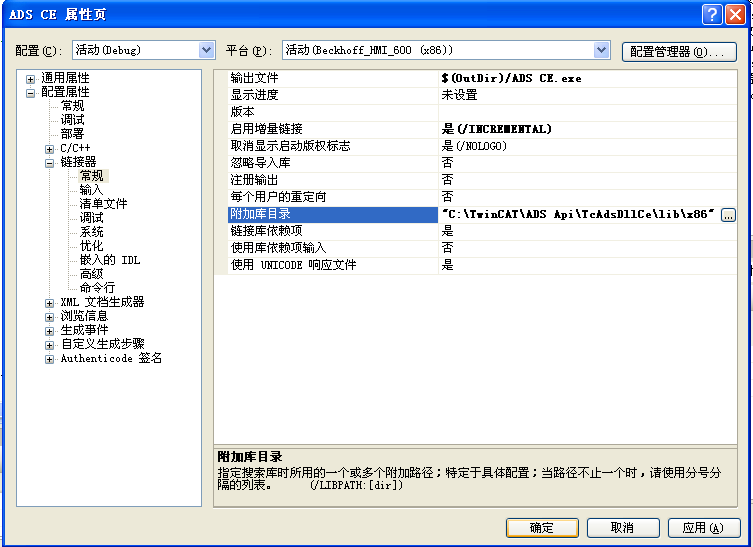 ADS CE 属性页
配置(C): 活动(Debug) 平台(P): 活动(Beckhoff_HMI_600 (x86)) 配置管理器(O)...
通用属性
配置属性
常规
调试
部署
C/C++
链接器
常规
输入
清单文件
调试
系统
优化
嵌入的 IDL
高级
命令行
XML 文档生成器
浏览信息
生成事件
自定义生成步骤
Authenticode 签名
输出文件 $(OutDir)/ADS CE.exe
显示进度 未设置
版本
启用增量链接 是(/INCREMENTAL)
取消显示启动版权标志 是(/NOLOGO)
忽略导入库 否
注册输出 否
每个用户的重定向 否
附加库目录 "C:\TwinCAT\ADS Api\TcAdsDllCe\lib\x86" ...
链接库依赖项 是
使用库依赖项输入 否
使用 UNICODE 响应文件 是
附加库目录
指定搜索库时所用的一个或多个附加路径；特定于具体配置；当路径不止一个时，请使用分号分
隔的列表。 (/LIBPATH:[dir])
确定 取消 应用(A)